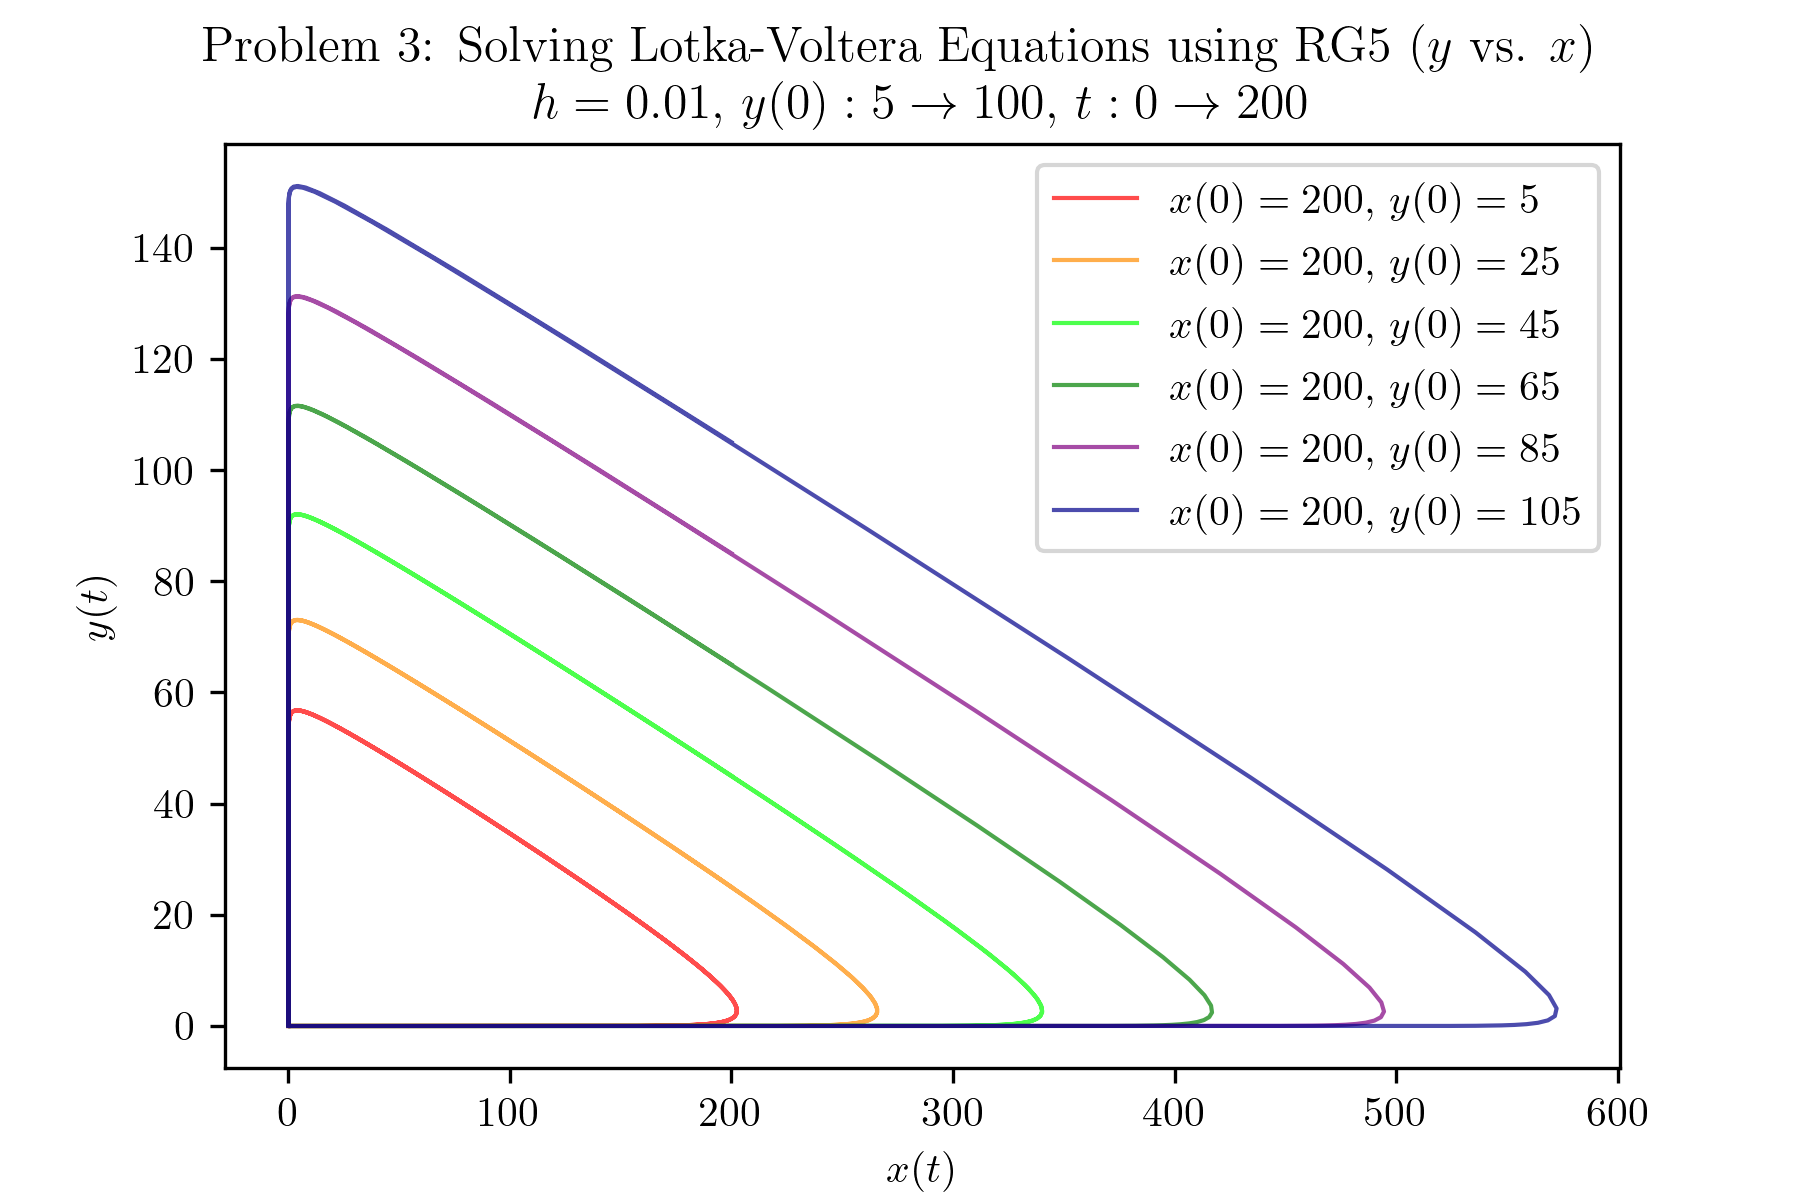 Problem 3: Solving Lotka-Voltera Equations using RG5 (y vs. x)
h = 0.01, y(0) : 5 → 100, t : 0 → 200
x(0) = 200, y(0) = 5
x(0) = 200, y(0) = 25
x(0) = 200, y(0) = 45
x(0) = 200, y(0) = 65
x(0) = 200, y(0) = 85
x(0) = 200, y(0) = 105
y(t)
140
120
100
80
60
40
20
0
0 100 200 300 400 500 600
x(t)